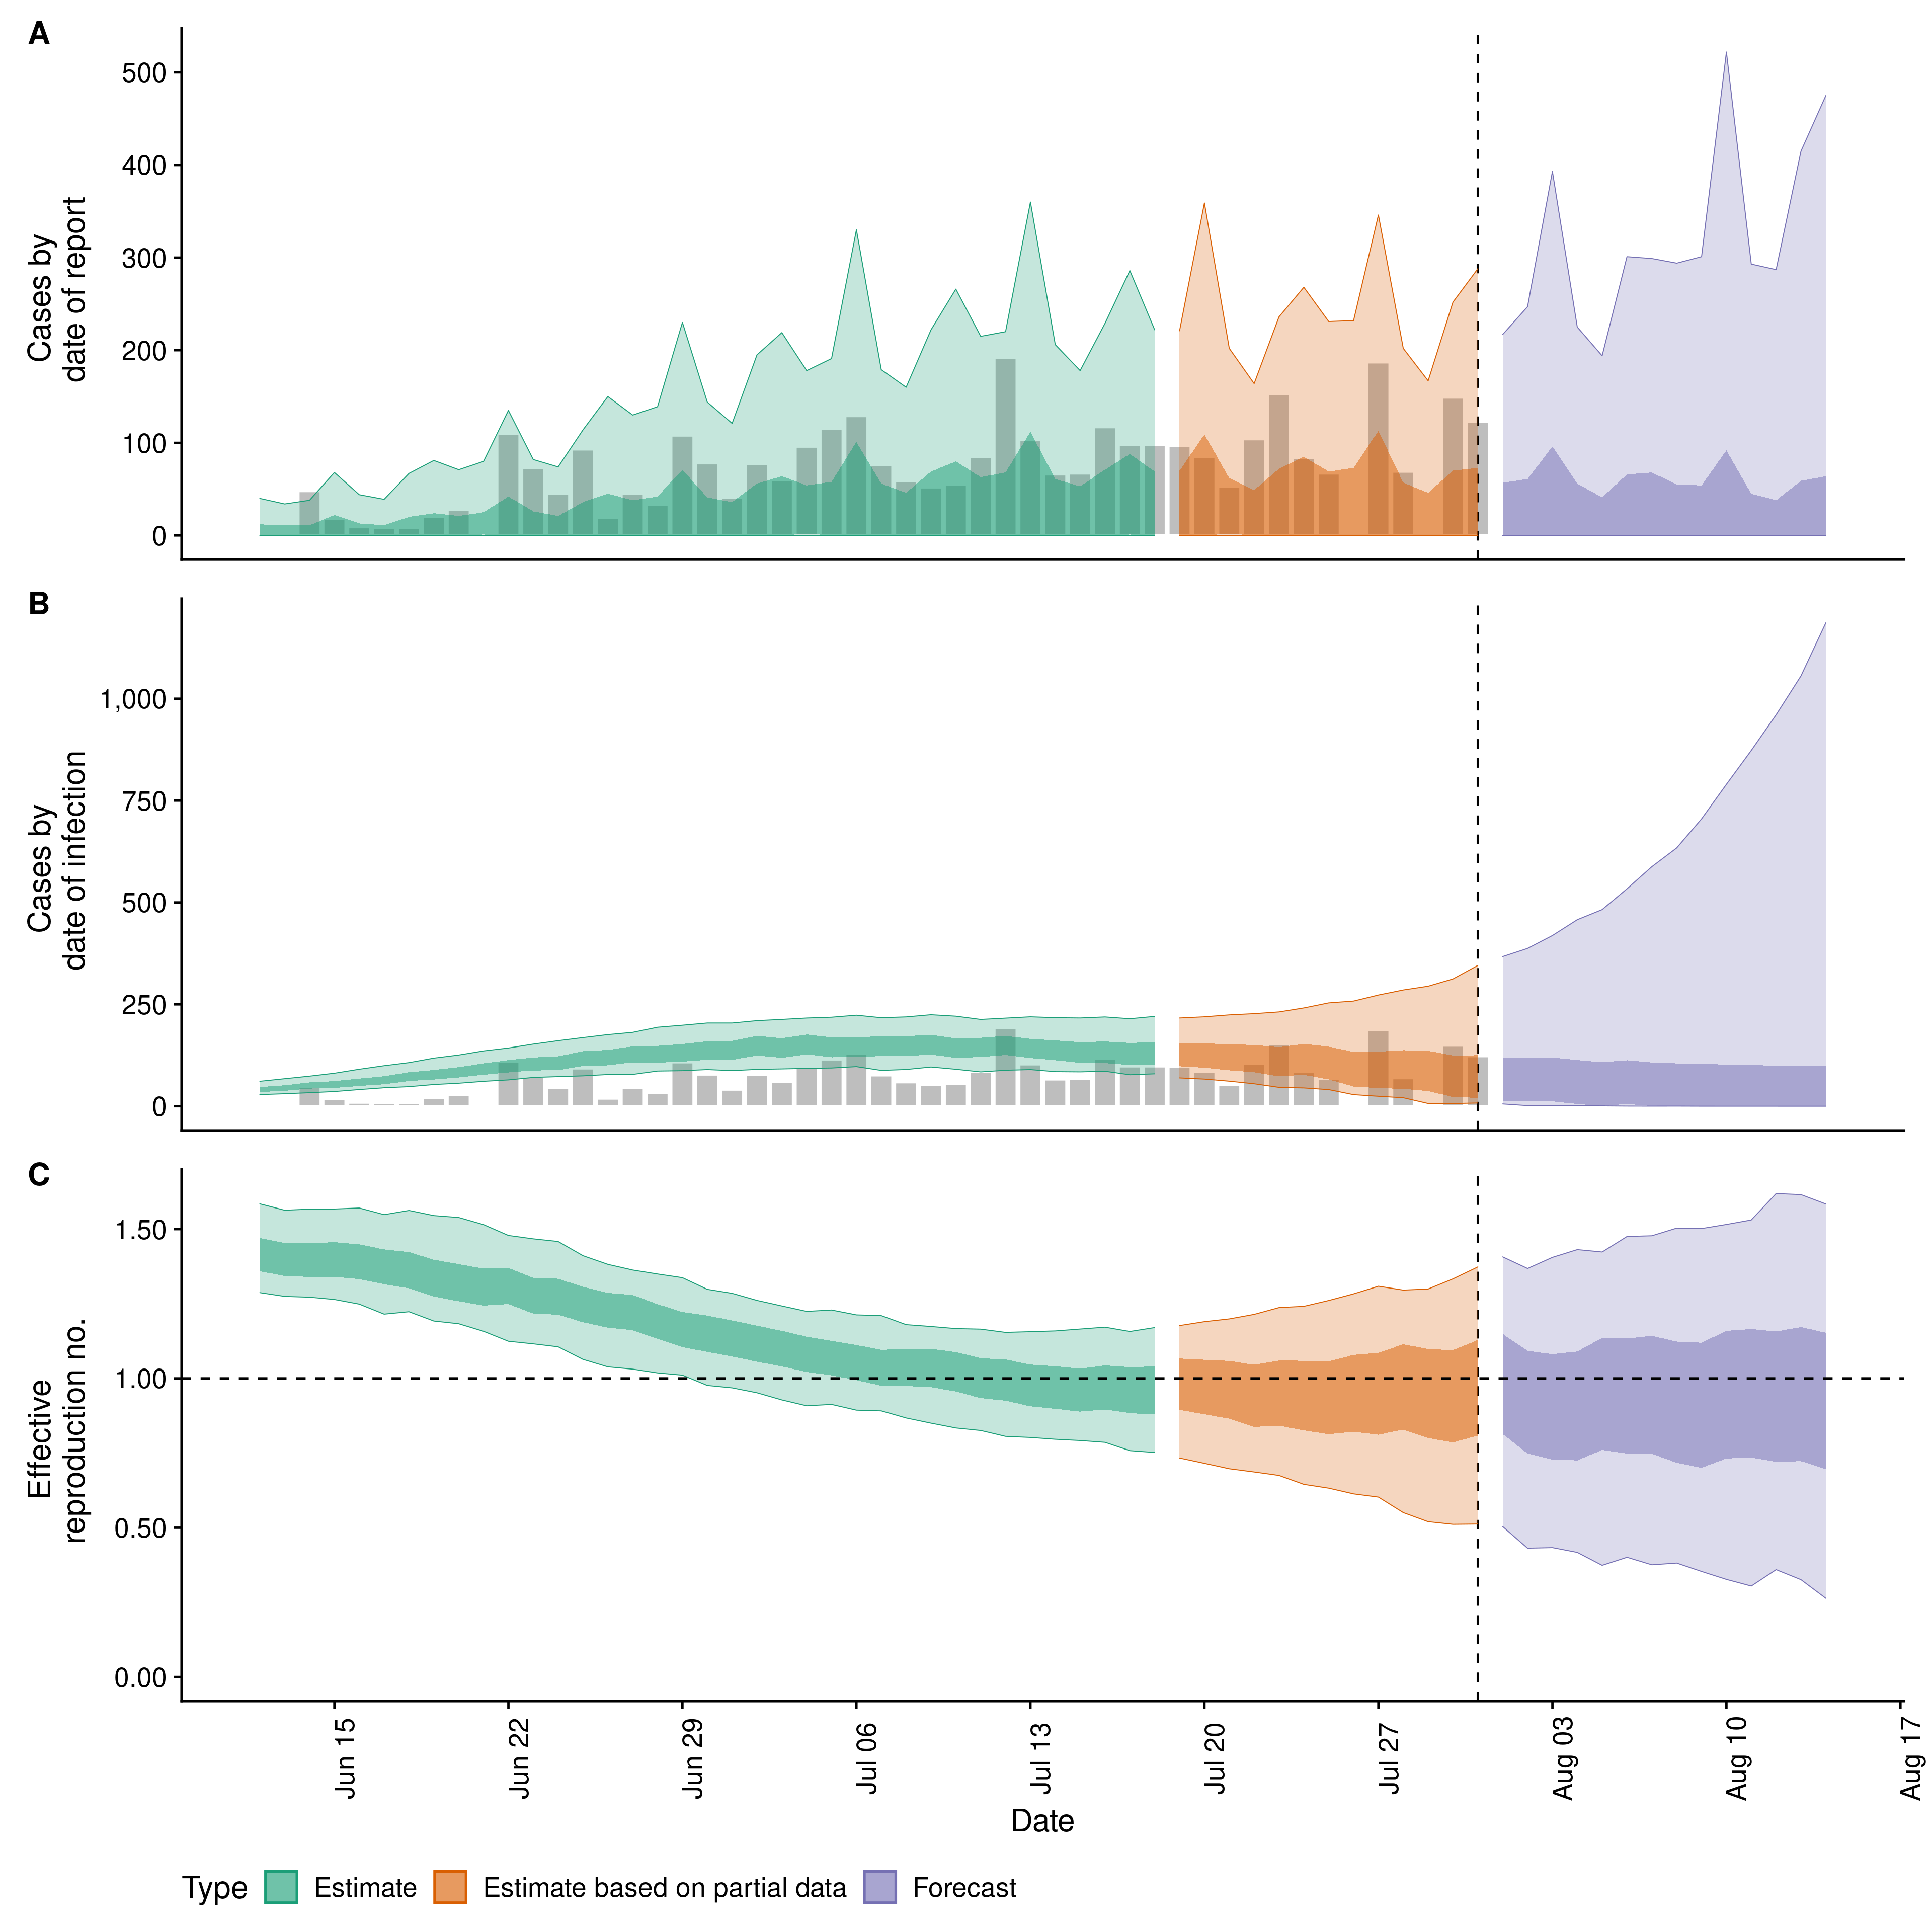 A
Cases by
date of report
500
400
300
200
100
0
B
Cases by
date of infection
1,000
750
500
250
0
C
Effective
reproduction no.
1.50
1.00
0.50
0.00
Jun 15
Jun 22
Jun 29
Jul 06
Jul 13
Jul 20
Jul 27
Aug 03
Aug 10
Aug 17
Date
Type Estimate Estimate based on partial data Forecast